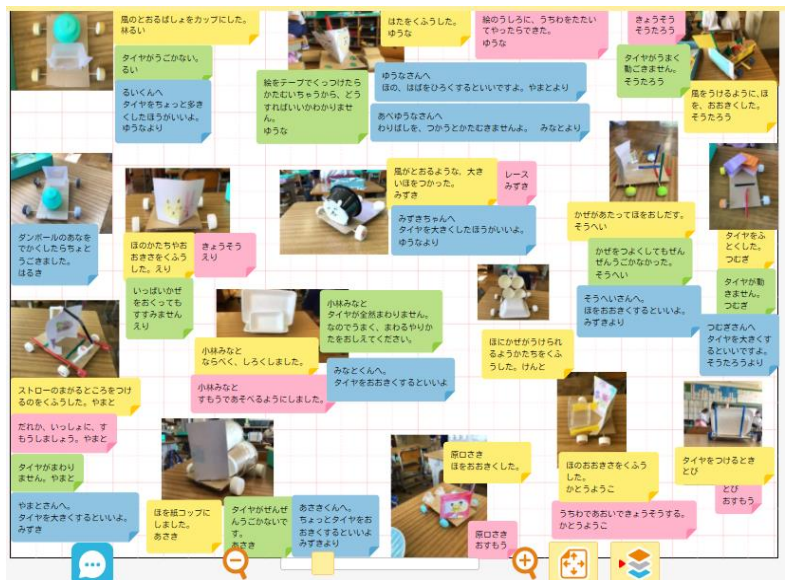 風のとおるばしょをカップにした。
林るい
タイヤがうごかない。
るい
るいくんへ
タイヤをちょっと多き
くしたほうがいいよ。
ゆうなより
はたをくふうした。
ゆうな
絵のうしろに、うちわをたたい
てやったらできた。
ゆうな
絵をテープでくっつけたら
かたむいちゃうから、どう
すればいいかわかりませ
ん。
ゆうな
ゆうなさんへ
ほの、はばをひろくするといいですよ。やまとより
あべゆうなさんへ
わりばしを、つかうとかたむきませんよ。 みなとより
きょうそう
そうたろう
タイヤがうまく
動ごきません。
そうたろう
風をうけるように、ほ
を、おおきくした。
そうたろう
ダンボールのあなを
でかくしたらちょと
うごきました。
はるき
ほのかたちやお
おきさをくふう
した。えり
きょうそう
えり
いっぱいかぜ
をおくっても
すすみません
えり
風がとおるような、大き
いほをつかった。
みずき
レース
みずき
みずきちゃんへ
タイヤを大きくしたほうがいいよ。
ゆうなより
かぜがあたってほをおしだす。
そうへい
かぜをつよくしてもぜん
ぜんうごかなかった。
そうへい
そうへいさんへ。
ほをおおきくするといいよ。
みずきより
タイヤをふ
とくした。
つむぎ
タイヤが動
きません。
つむぎ
つむぎさんへ
タイヤを大きくす
るといいですよ。
そうたろうより
小林みなと
タイヤが全然まわりません。
なのでうまく、まわるやりか
たをおしえてください。
小林みなと
ならべく、しろくしました。
小林みなと
すもうであそべるようにしました。
みなとくんへ。
タイヤをおおきくするといいよ
ほにかぜがうけられ
るようかたちをくふ
うした。けんと
ストローのまがるところをつけ
るのをくふうした。やまと
だれか、いっしょに、す
もうしましょう。やまと
タイヤがまわり
ません。やまと
やまとさんへ。
タイヤを大きくするといいよ。
みずき
ほを紙コップに
しました。
あさき
タイヤがぜんぜ
んうごかないで
す。
あさき
あさきくんへ。
ちょっとタイヤをお
おきくするといいよ
みずきより
原口さき
ほをおおきくした。
原口さき
おすもう
ほのおおきさをくふう
した。
かとうようこ
うちわであおいできょうそうする。
かとうようこ
タイヤをつけるとき
とび
とび
おすもう